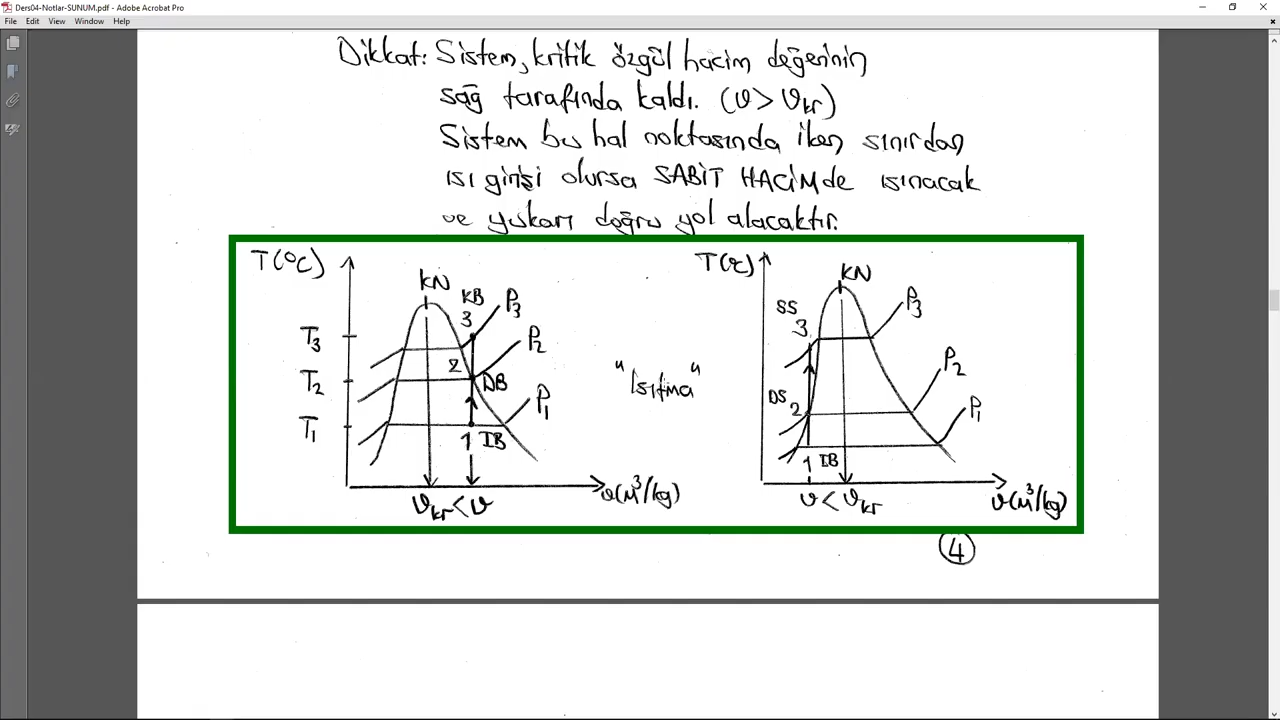 Ders04-Notlar-SUNUM.pdf - Adobe Acrobat Pro
File Edit View Window Help
Dikkat: Sistem, kritik özgül hacim değerinin
sağ tarafında kaldı. (v > vkr)
Sistem bu hal noktasında iken sınırdan
ısı girişi olursa SABİT HACİMde ısınacak
ve yukarı doğru yol alacaktır.
T(°C)
KN
KB
3
P3
T3
P2
2
DB
T2
P1
T1
1 IB
v(m³/kg)
vkr < v
"Isıtma"
T(°C)
KN
SS
3
P3
P2
DS
2
P1
1 IB
v < vkr
v(m³/kg)
4